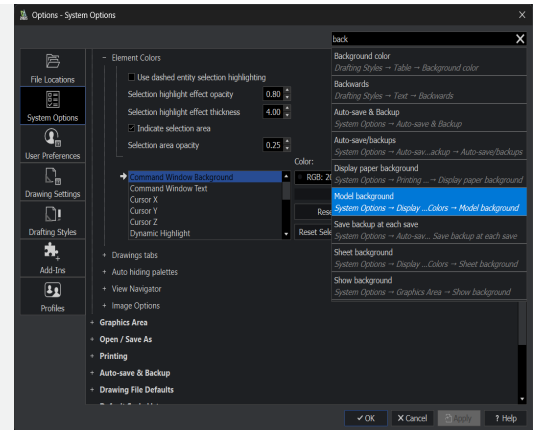 Options - System Options
back
File Locations
System Options
User Preferences
Drawing Settings
Drafting Styles
Add-Ins
Profiles
Element Colors
Use dashed entity selection highlighting
Selection highlight effect opacity 0.80
Selection highlight effect thickness 4.00
Indicate selection area
Selection area opacity 0.25
Color:
Command Window Background
Command Window Text
Cursor X
Cursor Y
Cursor Z
Dynamic Highlight
RGB: 20
Rese
Reset Sele
Drawings tabs
Auto hiding palettes
View Navigator
Image Options
Graphics Area
Open / Save As
Printing
Auto-save & Backup
Drawing File Defaults
Background color
Drafting Styles → Table → Background color
Backwards
Drafting Styles → Text → Backwards
Auto-save & Backup
System Options → Auto-save & Backup
Auto-save/backups
System Options → Auto-sav...ackup → Auto-save/backups
Display paper background
System Options → Printing ...→ Display paper background
Model background
System Options → Display ...Colors → Model background
Save backup at each save
System Options → Auto-sav... Save backup at each save
Sheet background
System Options → Display ...Colors → Sheet background
Show background
System Options → Graphics Area → Show background
OK
Cancel
Apply
? Help